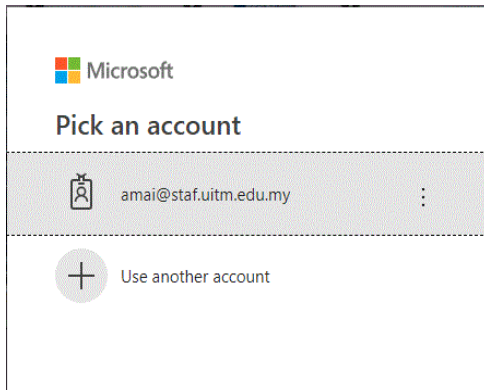 Microsoft
Pick an account
amai@staf.uitm.edu.my
Use another account